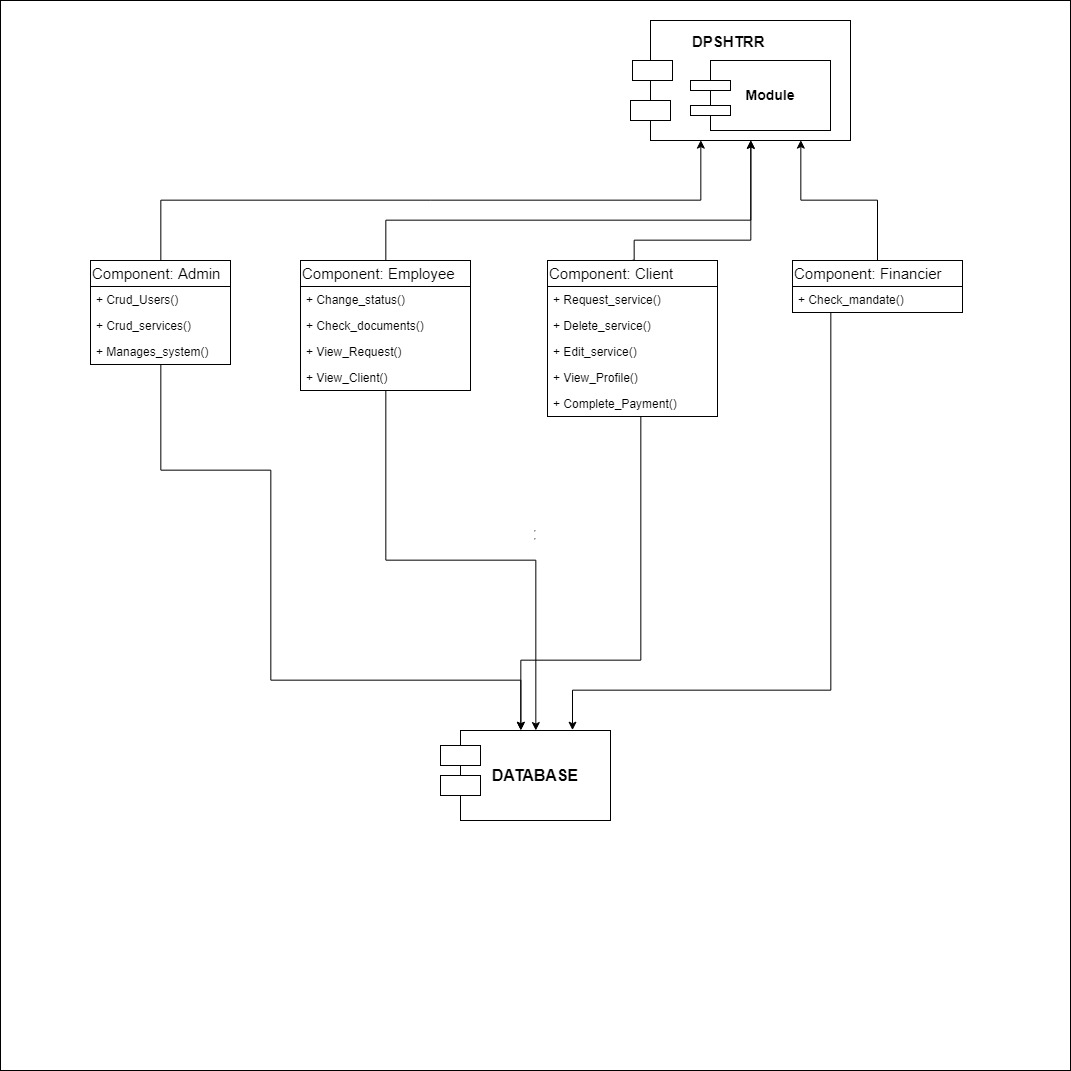 DPSHTRR
Module
Component: Admin
+ Crud_Users()
+ Crud_services()
+ Manages_system()
Component: Employee
+ Change_status()
+ Check_documents()
+ View_Request()
+ View_Client()
Component: Client
+ Request_service()
+ Delete_service()
+ Edit_service()
+ View_Profile()
+ Complete_Payment()
Component: Financier
+ Check_mandate()
:
DATABASE